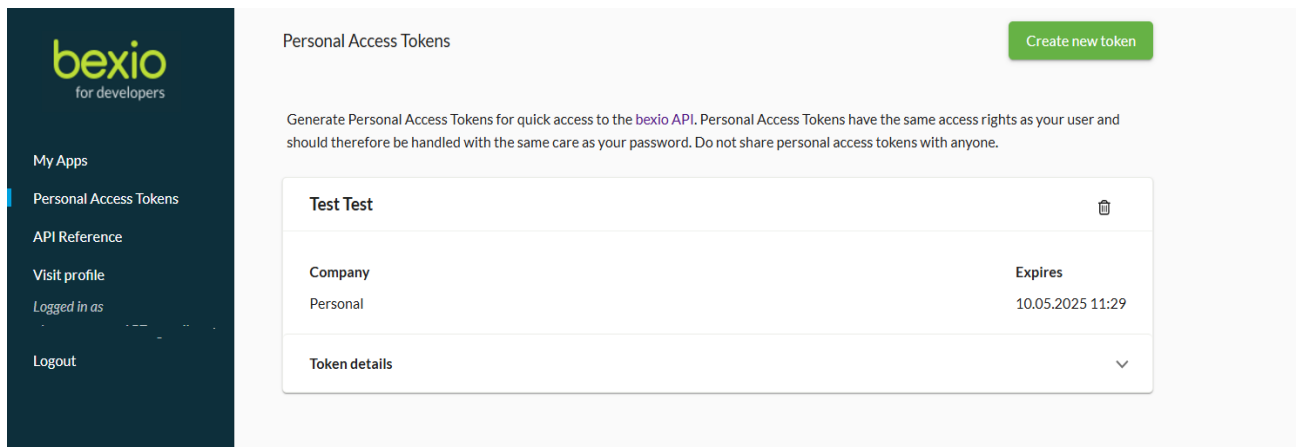 bexio
for developers
My Apps
Personal Access Tokens
API Reference
Visit profile
Logged in as
Logout
Personal Access Tokens
Create new token
Generate Personal Access Tokens for quick access to the bexio API. Personal Access Tokens have the same access rights as your user and
should therefore be handled with the same care as your password. Do not share personal access tokens with anyone.
Test Test
Company
Expires
Personal
10.05.2025 11:29
Token details